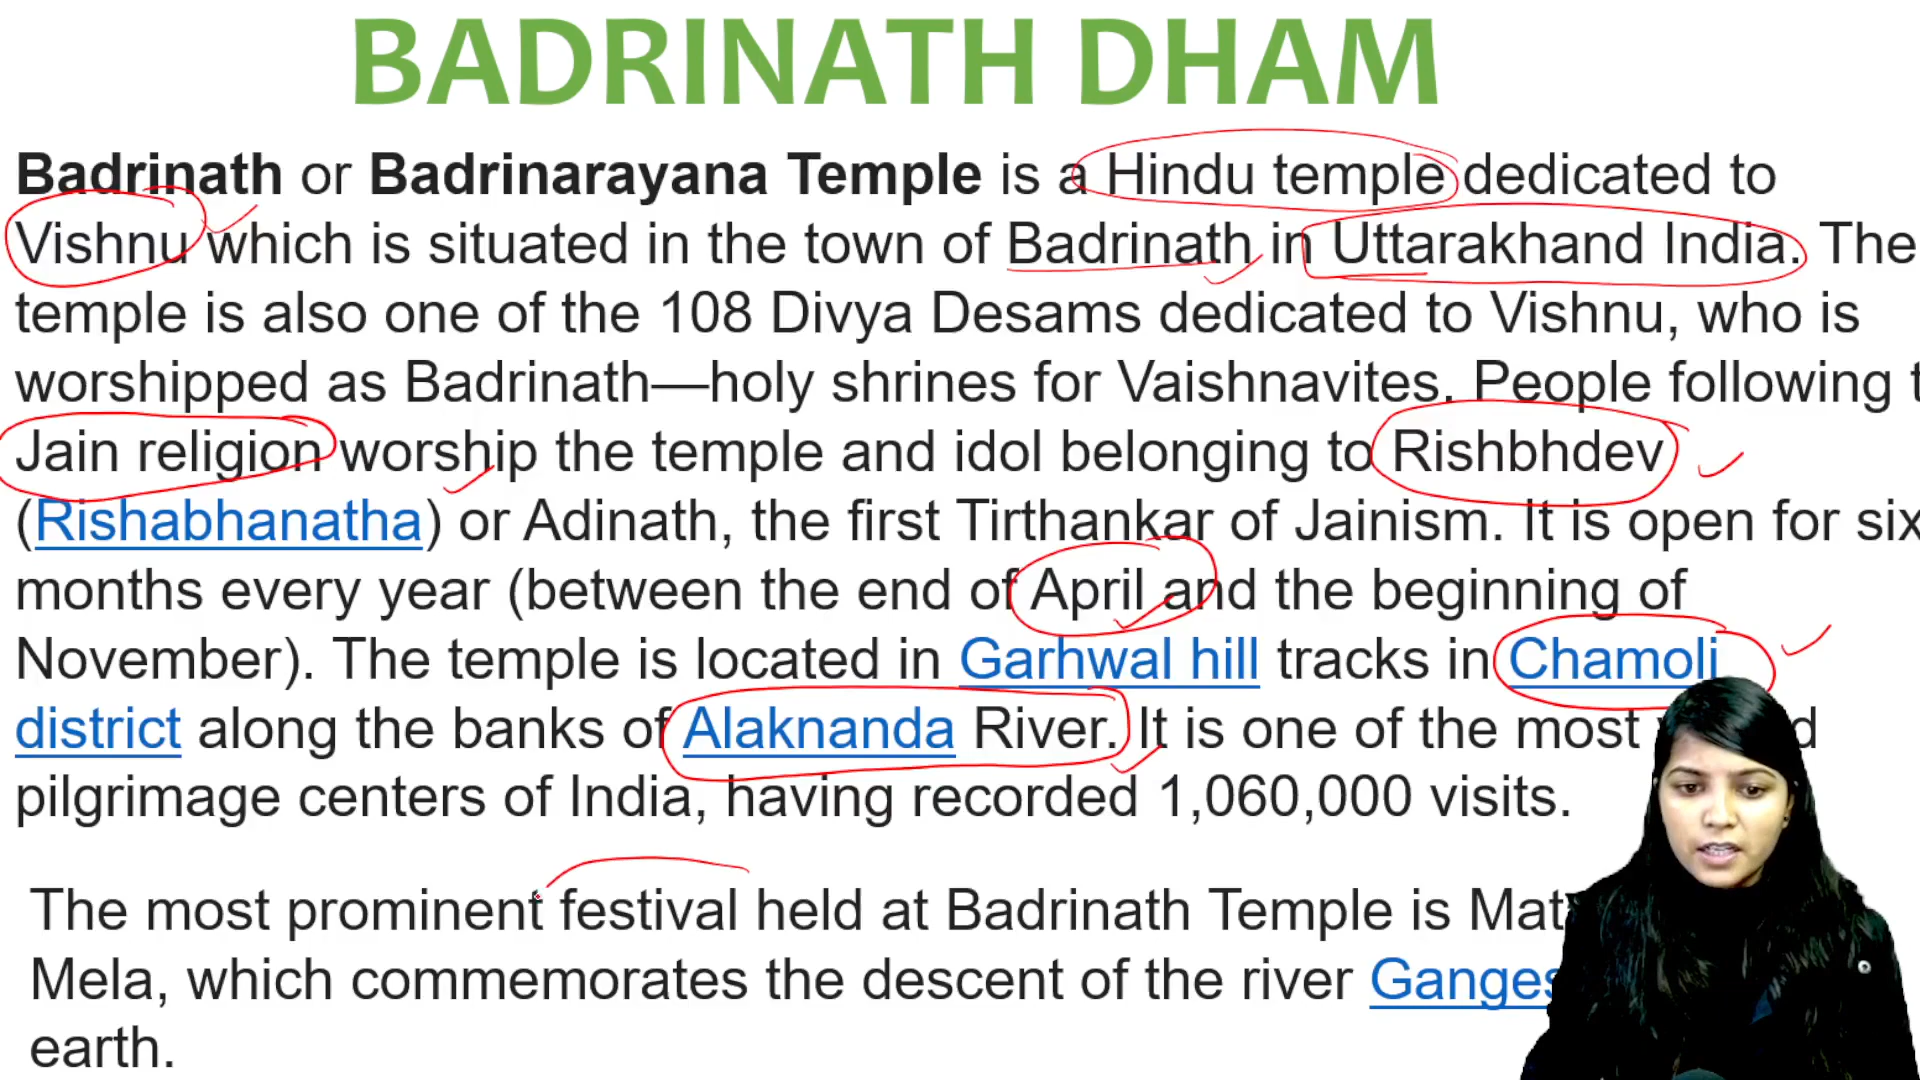 BADRINATH DHAM
Badrinath or Badrinarayana Temple is a Hindu temple dedicated to
Vishnu which is situated in the town of Badrinath in Uttarakhand India. The
temple is also one of the 108 Divya Desams dedicated to Vishnu, who is
worshipped as Badrinath—holy shrines for Vaishnavites. People following
Jain religion worship the temple and idol belonging to Rishbhdev
(Rishabhanatha) or Adinath, the first Tirthankar of Jainism. It is open for six
months every year (between the end of April and the beginning of
November). The temple is located in Garhwal hill tracks in Chamoli
district along the banks of Alaknanda River. It is one of the most
pilgrimage centers of India, having recorded 1,060,000 visits.
The most prominent festival held at Badrinath Temple is
Mela, which commemorates the descent of the river Ganges
earth.